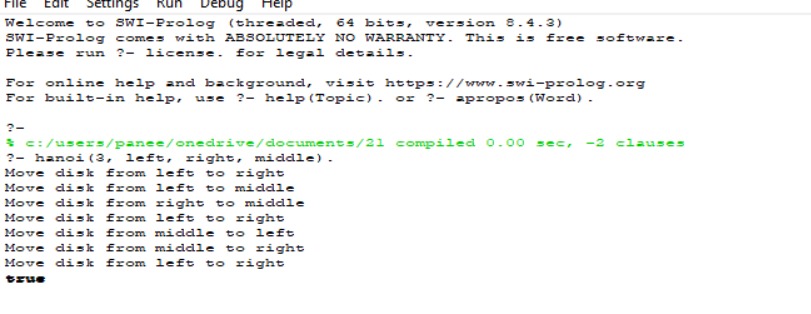 File Edit Settings Run Debug Help
Welcome to SWI-Prolog (threaded, 64 bits, version 8.4.3)
SWI-Prolog comes with ABSOLUTELY NO WARRANTY. This is free software.
Please run ?- license. for legal details.
For online help and background, visit https://www.swi-prolog.org
For built-in help, use ?- help(Topic). or ?- apropos(Word).
?-
% c:/users/panee/onedrive/documents/21 compiled 0.00 sec, -2 clauses
?- hanoi(3, left, right, middle).
Move disk from left to right
Move disk from left to middle
Move disk from right to middle
Move disk from left to right
Move disk from middle to left
Move disk from middle to right
Move disk from left to right
true